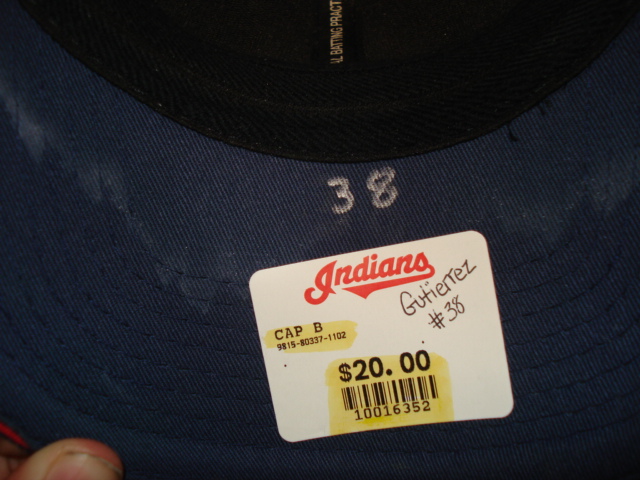 AL BATTING PRACT
38
Indians
Gutierrez
#38
CAP B
9815-80337-1102
$20.00
10016352